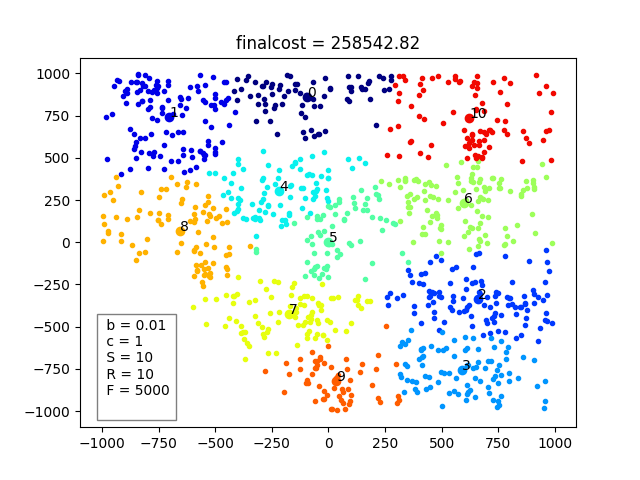 finalcost = 258542.82
1000
750
500
250
0
−250
−500
−750
−1000
0
1
10
4
6
8
5
2
7
3
9
b = 0.01
c = 1
S = 10
R = 10
F = 5000
−1000 −750 −500 −250 0 250 500 750 1000